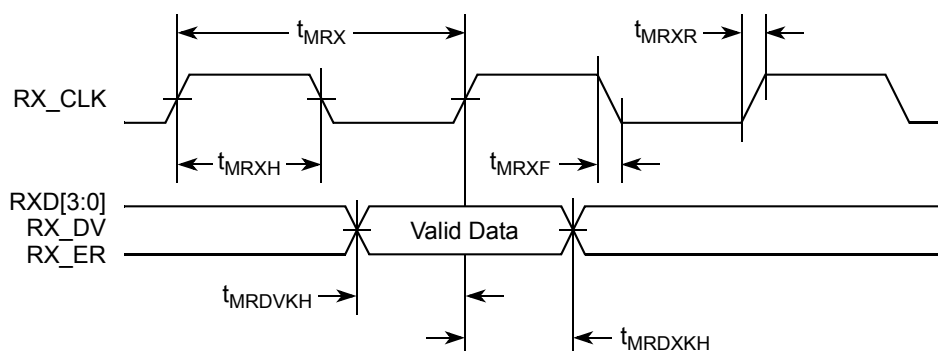 tMRX
tMRXR
RX_CLK
tMRXH
tMRXF
RXD[3:0]
RX_DV
Valid Data
RX_ER
tMRDVKH
tMRDXKH